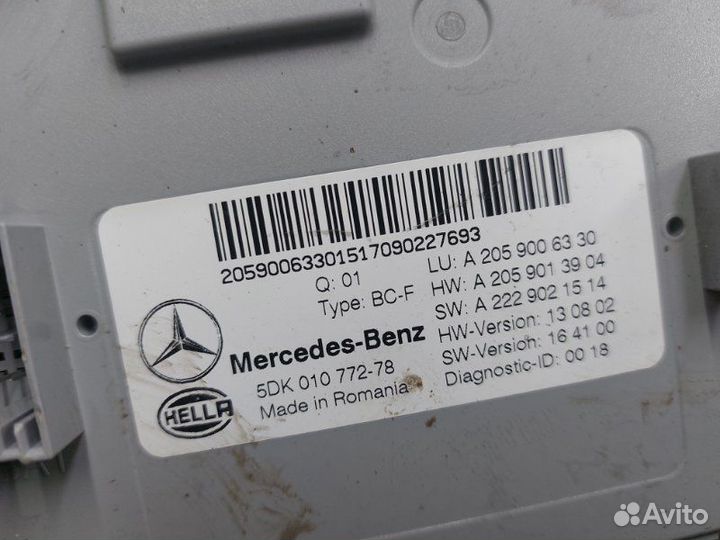 2059006330151709022​7693
Q: 01
Type: BC-F
LU: A 205 900 63 30
HW: A 205 901 39 04
SW: A 222 902 15 14
HW-Version: 13 08 02
SW-Version: 16 41 00
Diagnostic-ID: 00 18
Mercedes-Benz
5DK 010 772-78
Made in Romania
HELLA
Avito